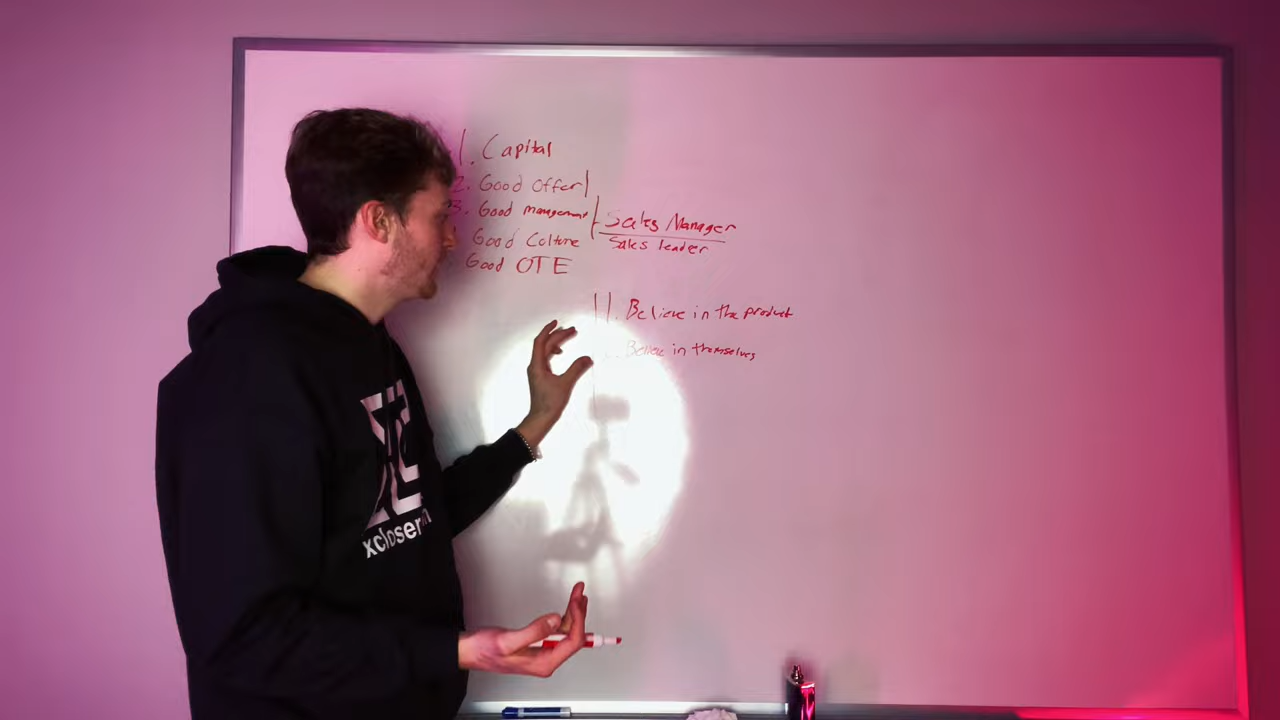 1. Capital
2. Good Offer
3. Good management
Good Culture
Good OTE
Sales Manager
Sales leader
1. Believe in the product
Believe in themselves
xcloser